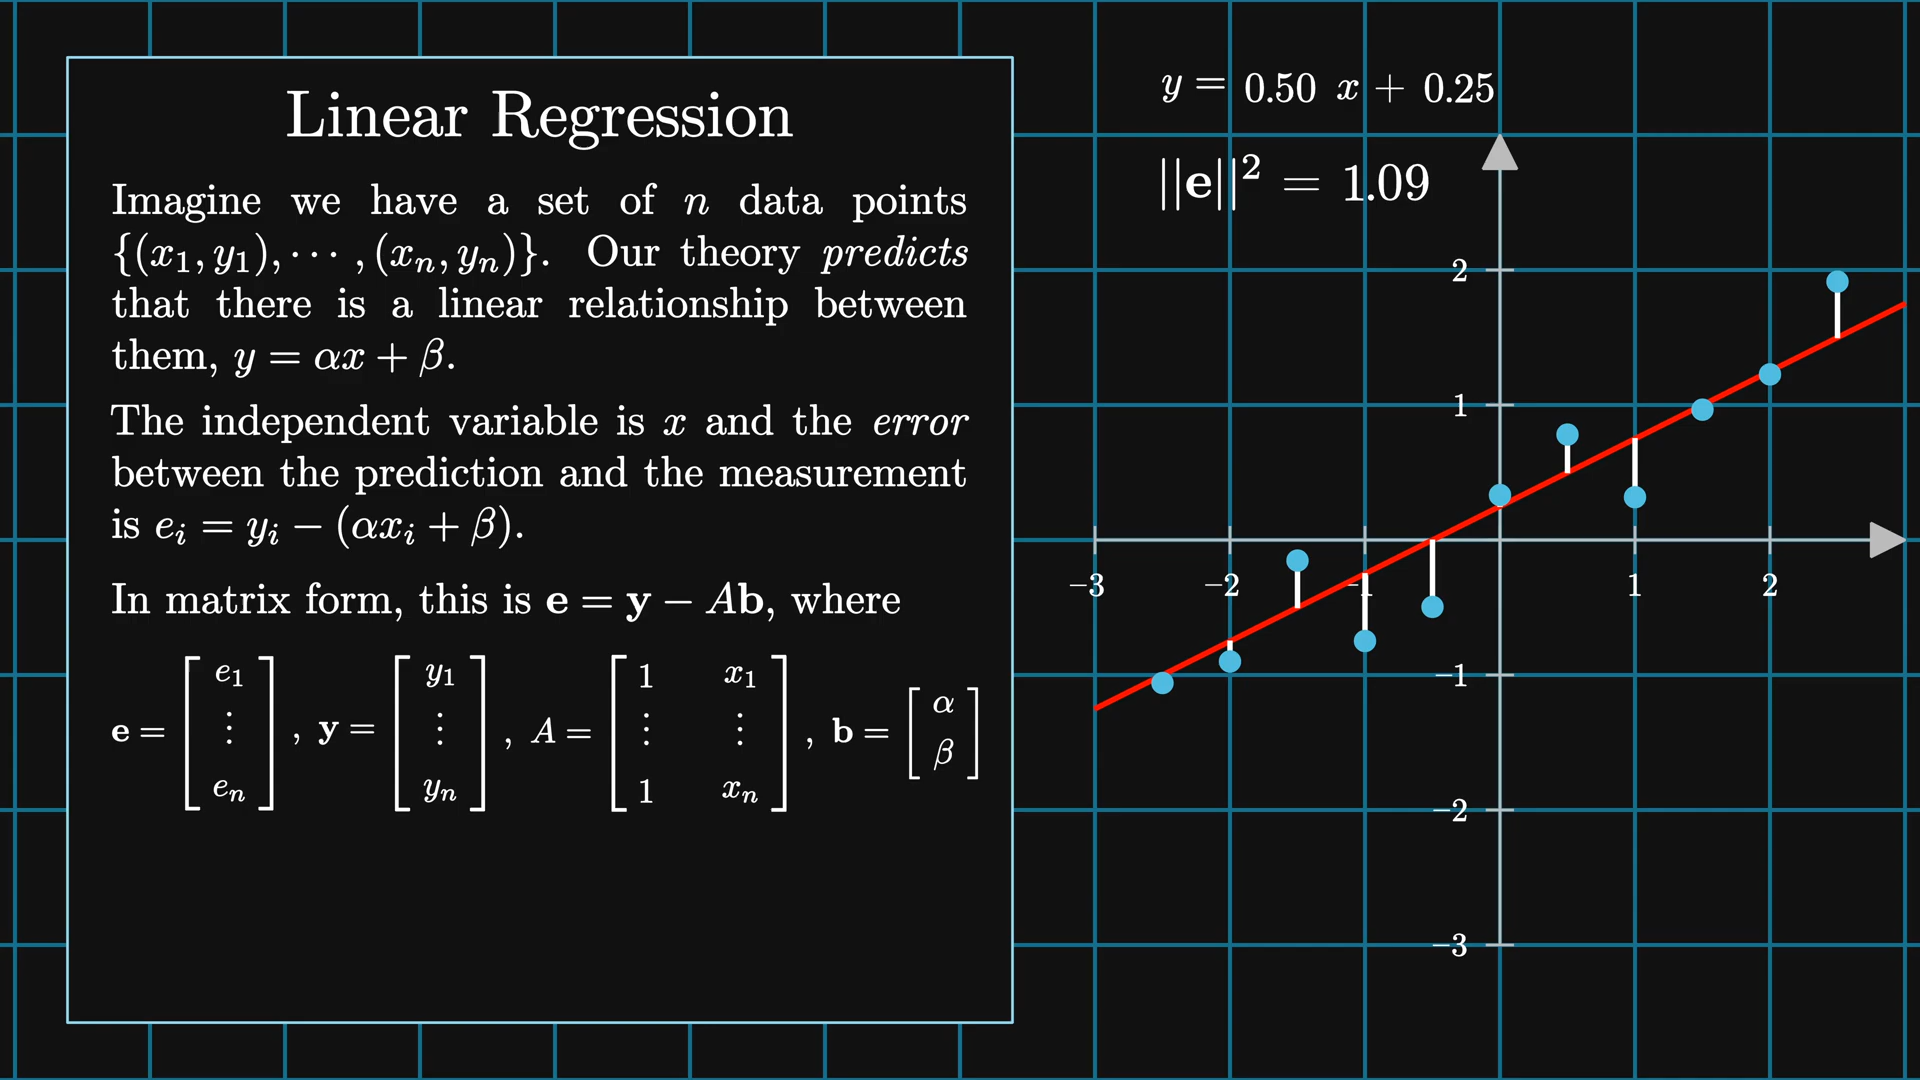 Linear Regression
Imagine we have a set of n data points
{(x₁, y₁), ⋯ , (xₙ, yₙ)}. Our theory predicts
that there is a linear relationship between
them, y = αx + β.
The independent variable is x and the error
between the prediction and the measurement
is eᵢ = yᵢ − (αxᵢ + β).
In matrix form, this is e = y − Ab, where
e = [e₁ ⋮ eₙ], y = [y₁ ⋮ yₙ], A = [1 x₁ ⋮ ⋮ 1 xₙ], b = [α β]
y = 0.50 x + 0.25
||e||² = 1.09
2
1
−3 −2 −1 1 2
−1
−2
−3